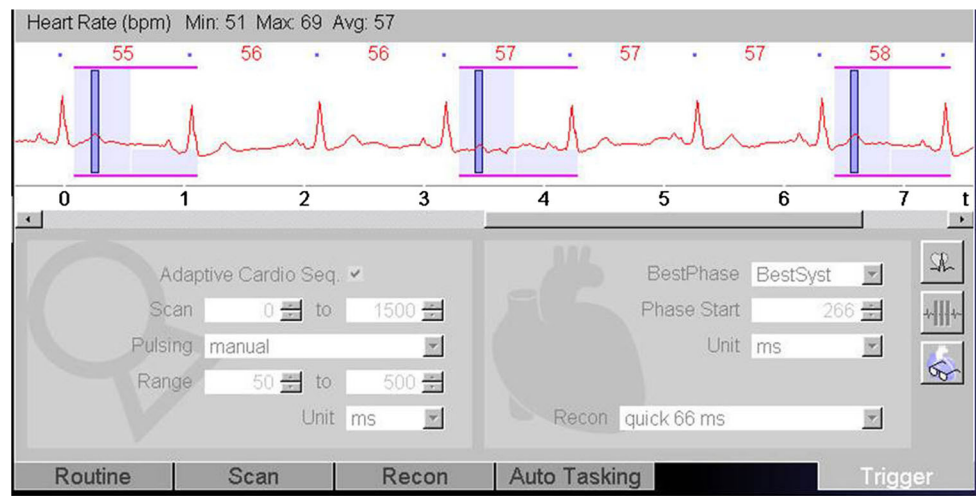 Heart Rate (bpm) Min: 51 Max: 69 Avg: 57
55 56 56 57 57 57 58
0 1 2 3 4 5 6 7 t
Adaptive Cardio Seq.
Scan 0 to 1500
Pulsing manual
Range 50 to 500
Unit ms
BestPhase BestSyst
Phase Start 266
Unit ms
Recon quick 66 ms
Routine Scan Recon Auto Tasking Trigger